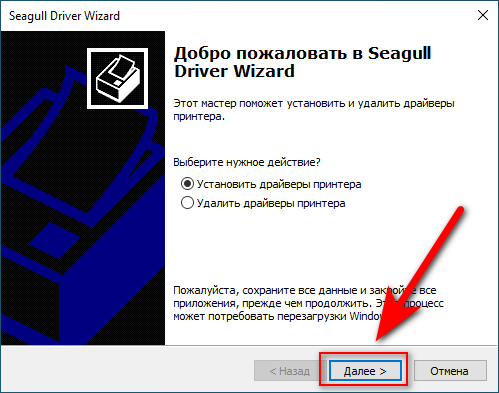 Seagull Driver Wizard
Добро пожаловать в Seagull
Driver Wizard
Этот мастер поможет установить и удалить драйверы
принтера.
Выберите нужное действие?
Установить драйверы принтера
Удалить драйверы принтера
Пожалуйста, сохраните все данные и закройте все
приложения, прежде чем продолжить. Этот процесс
может потребовать перезагрузки Windows.
< Назад
Далее >
Отмена